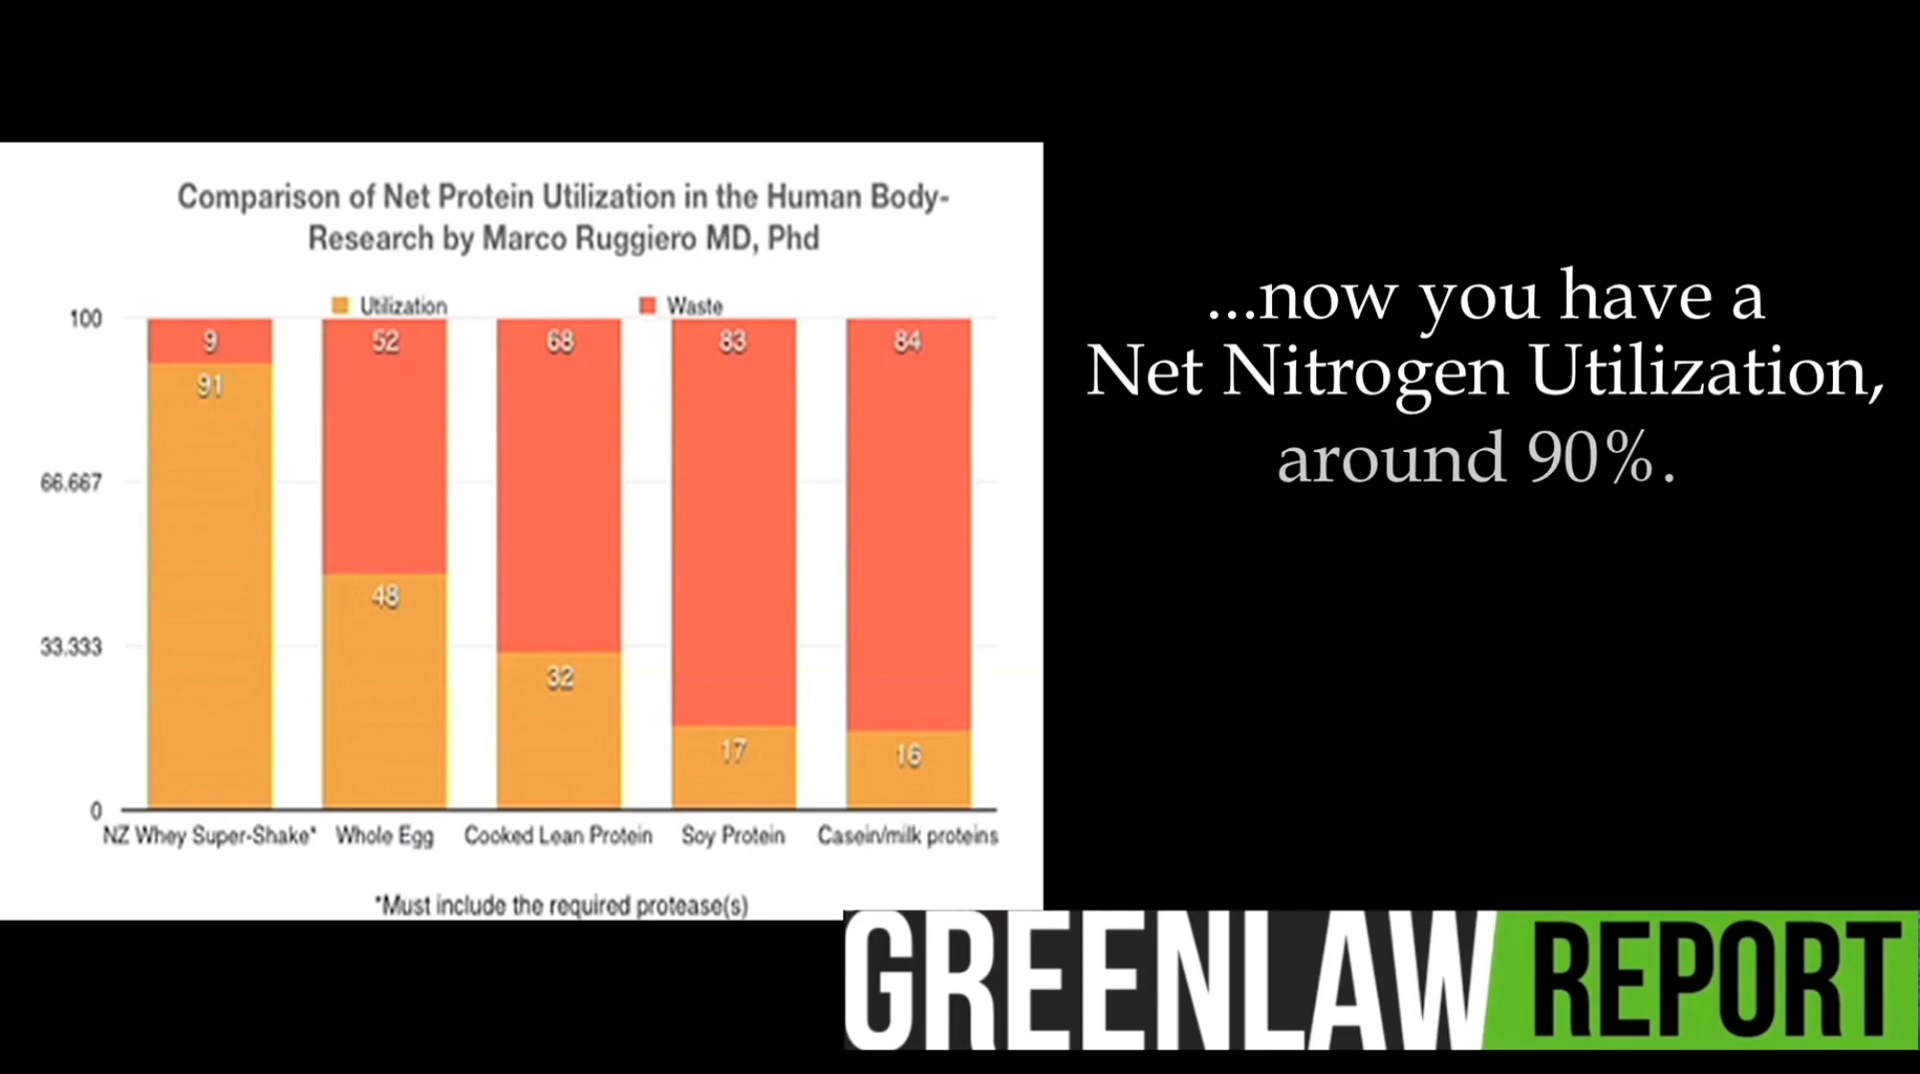 Comparison of Net Protein Utilization in the Human Body-
Research by Marco Ruggiero MD, Phd
Utilization Waste
100
66.667
33.333
0
9 52 68 83 84
91
48
32
17
16
NZ Whey Super-Shake* Whole Egg Cooked Lean Protein Soy Protein Casein/milk proteins
*Must include the required protease(s)
...now you have a
Net Nitrogen Utilization,
around 90%.
GREENLAW REPORT